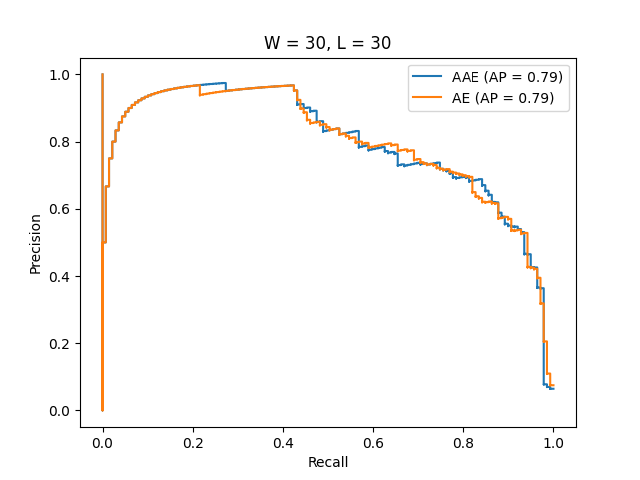 W = 30, L = 30
AAE (AP = 0.79)
AE (AP = 0.79)
Precision
1.0
0.8
0.6
0.4
0.2
0.0
0.0 0.2 0.4 0.6 0.8 1.0
Recall